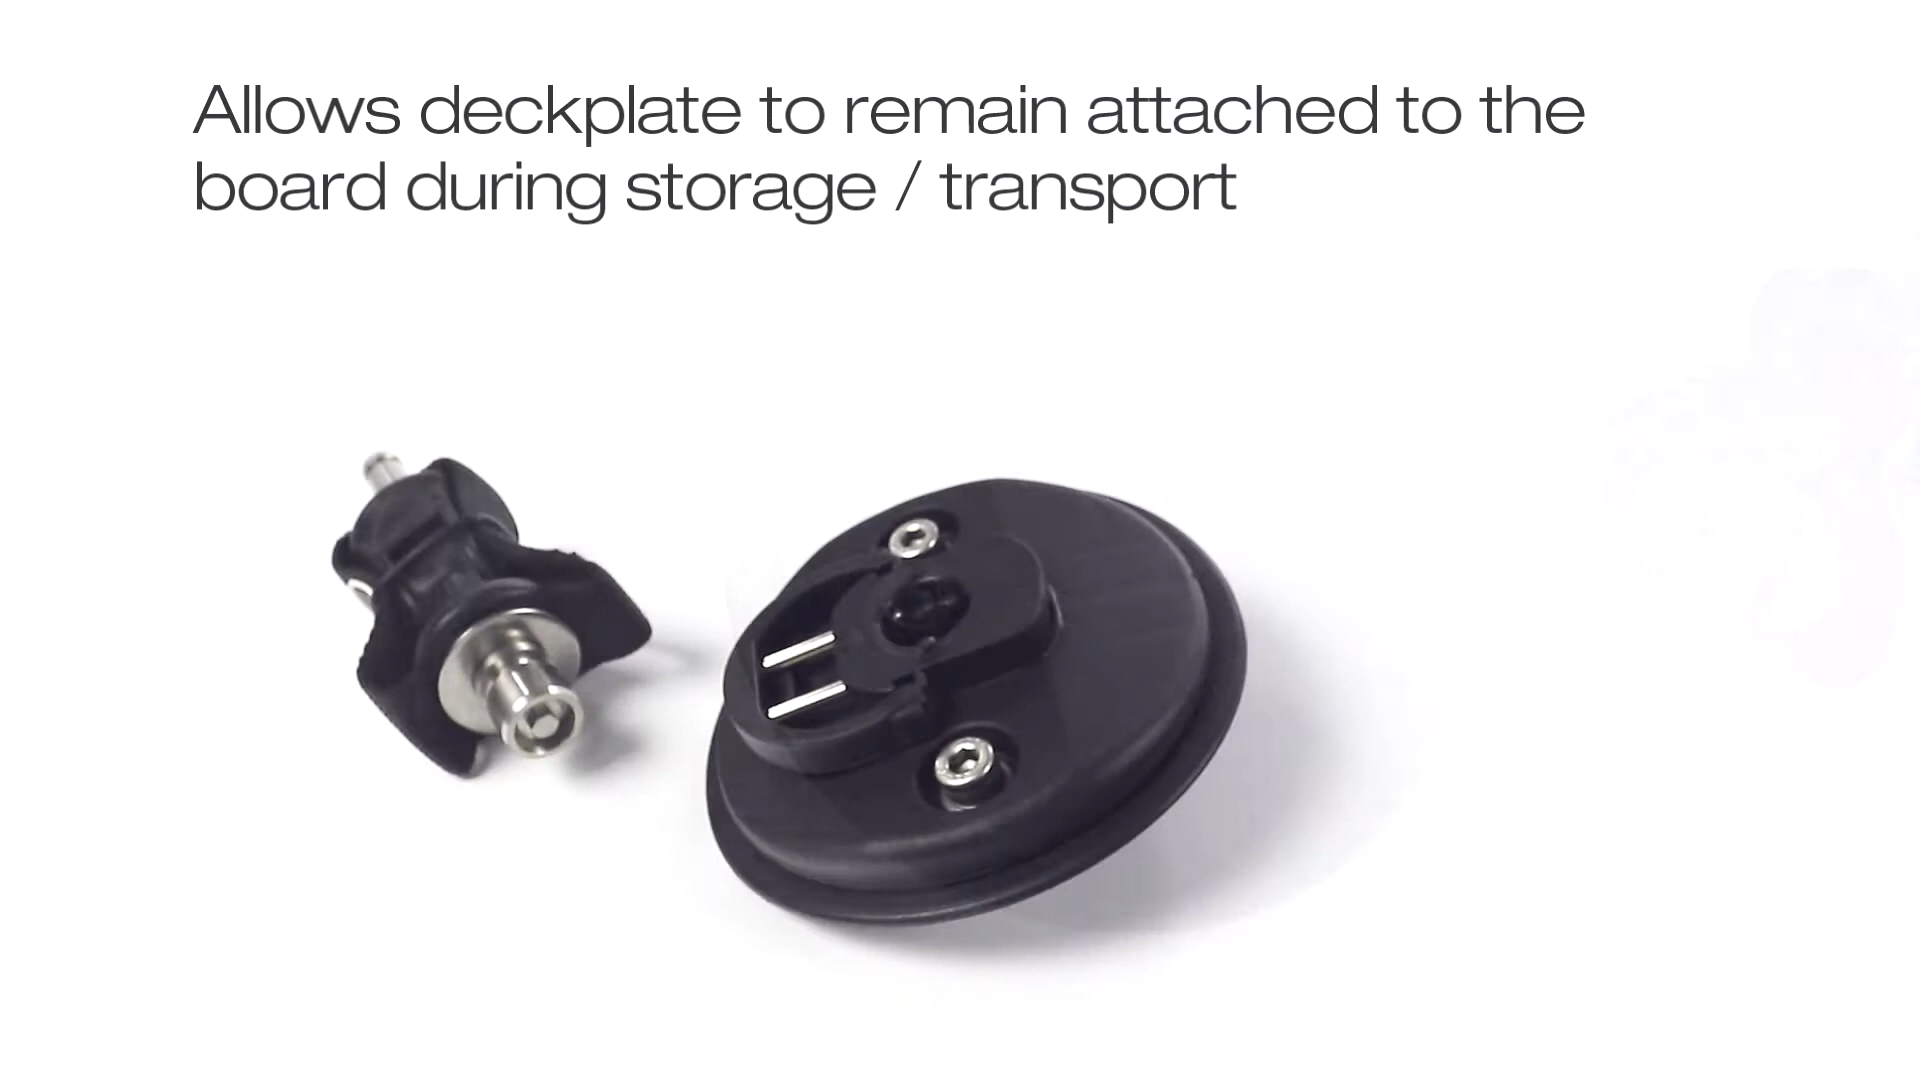 Allows deckplate to remain attached to the
board during storage / transport